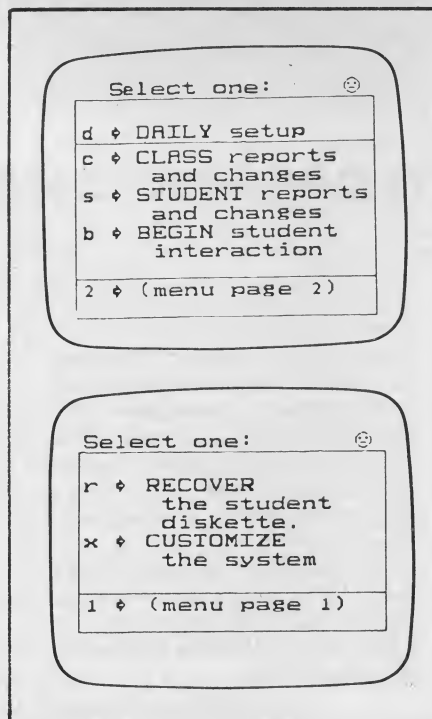 Select one:
d ♦ DAILY setup
c ♦ CLASS reports
and changes
s ♦ STUDENT reports
and changes
b ♦ BEGIN student
interaction
2 ♦ (menu page 2)
Select one:
r ♦ RECOVER
the student
diskette.
x ♦ CUSTOMIZE
the system
1 ♦ (menu page 1)